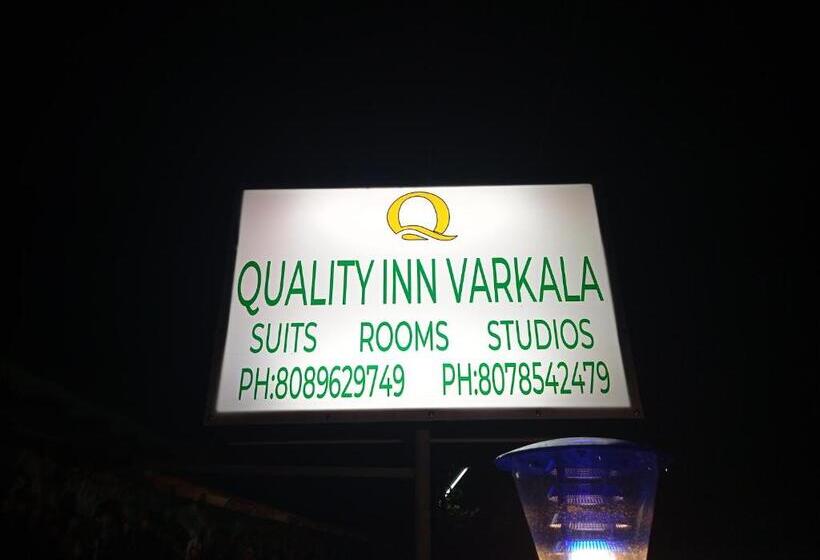 Q
QUALITY INN VARKALA
SUITS ROOMS STUDIOS
PH:8089629749 PH:8078542479